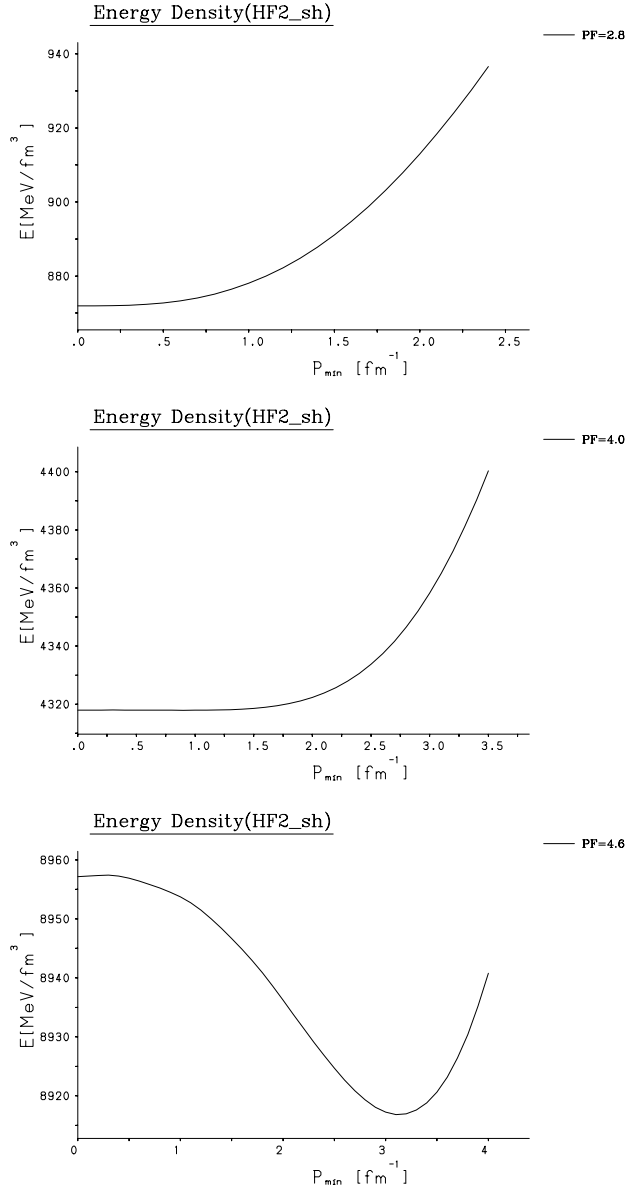 Energy Density(HF2_sh)
PF=2.8
E[MeV/fm³]
940
920
900
880
.0 .5 1.0 1.5 2.0 2.5
Pmin [fm⁻¹]
Energy Density(HF2_sh)
PF=4.0
E[MeV/fm³]
4400
4380
4360
4340
4320
.0 .5 1.0 1.5 2.0 2.5 3.0 3.5
Pmin [fm⁻¹]
Energy Density(HF2_sh)
PF=4.6
E[MeV/fm³]
8960
8950
8940
8930
8920
0 1 2 3 4
Pmin [fm⁻¹]